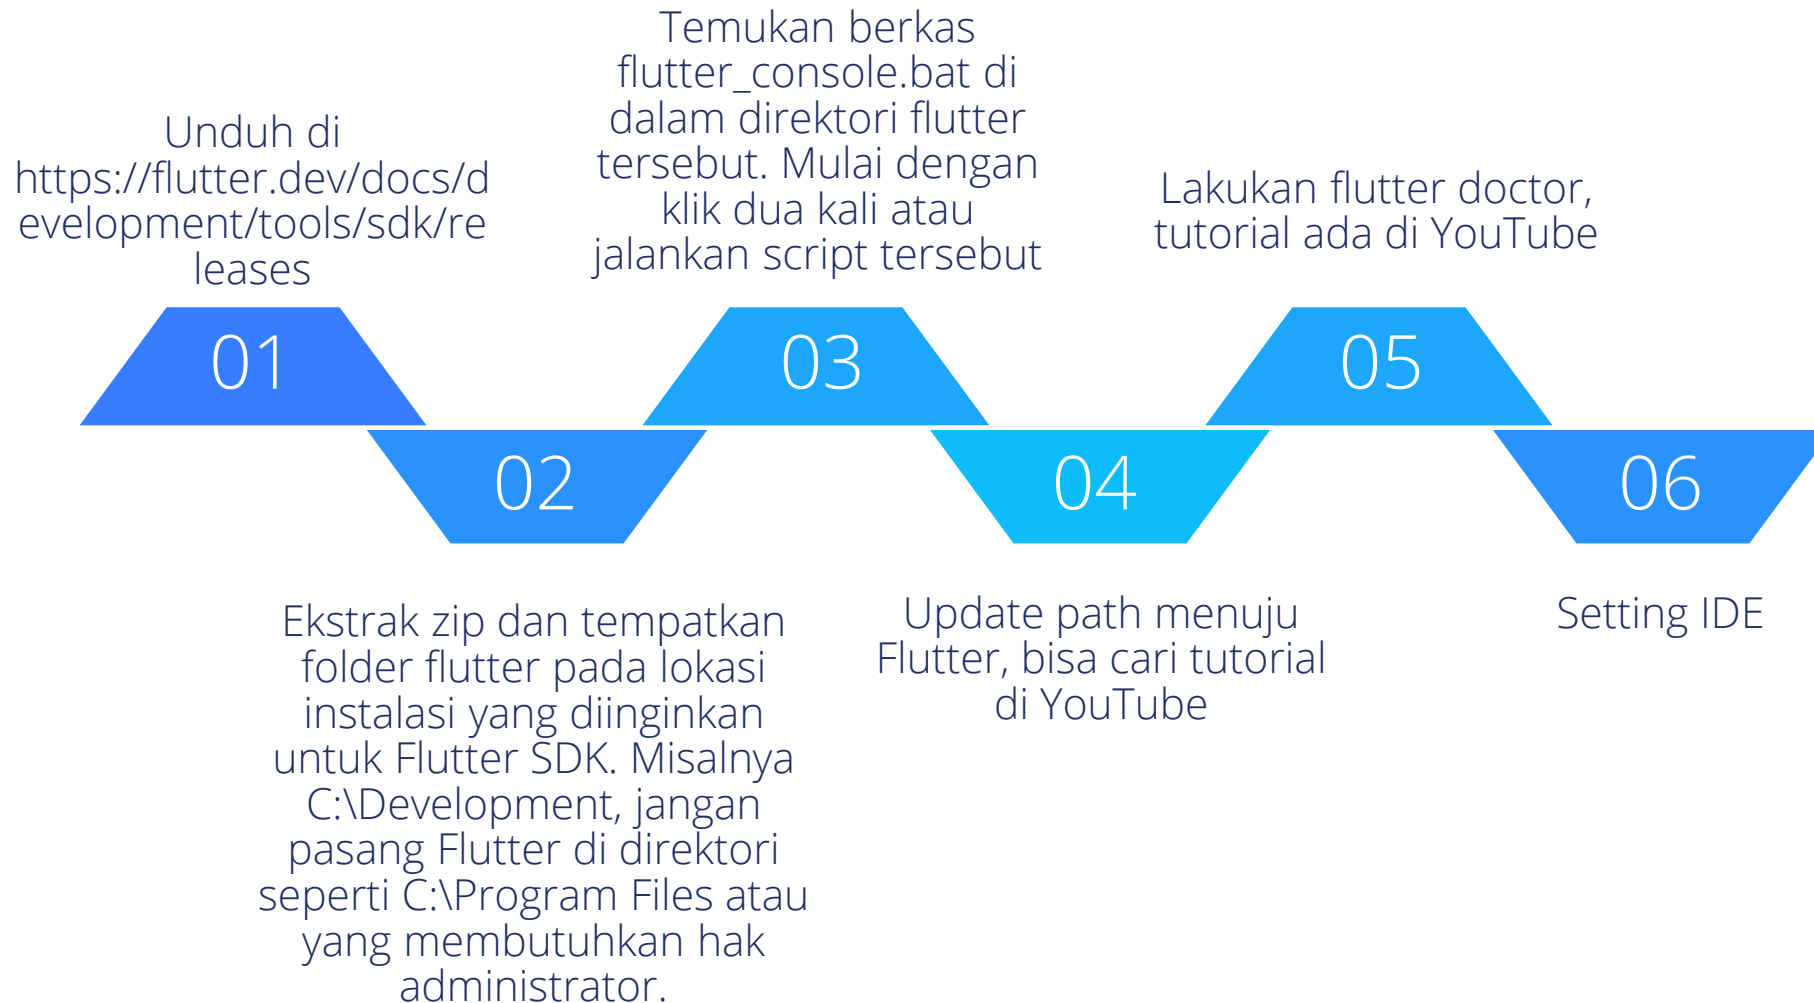 Unduh di
https://flutter.dev/docs/d
evelopment/tools/sdk/re
leases
01
02
Ekstrak zip dan tempatkan
folder flutter pada lokasi
instalasi yang diinginkan
untuk Flutter SDK. Misalnya
C:\Development, jangan
pasang Flutter di direktori
seperti C:\Program Files atau
yang membutuhkan hak
administrator.
Temukan berkas
flutter_console.bat di
dalam direktori flutter
tersebut. Mulai dengan
klik dua kali atau
jalankan script tersebut
03
04
Update path menuju
Flutter, bisa cari tutorial
di YouTube
Lakukan flutter doctor,
tutorial ada di YouTube
05
06
Setting IDE